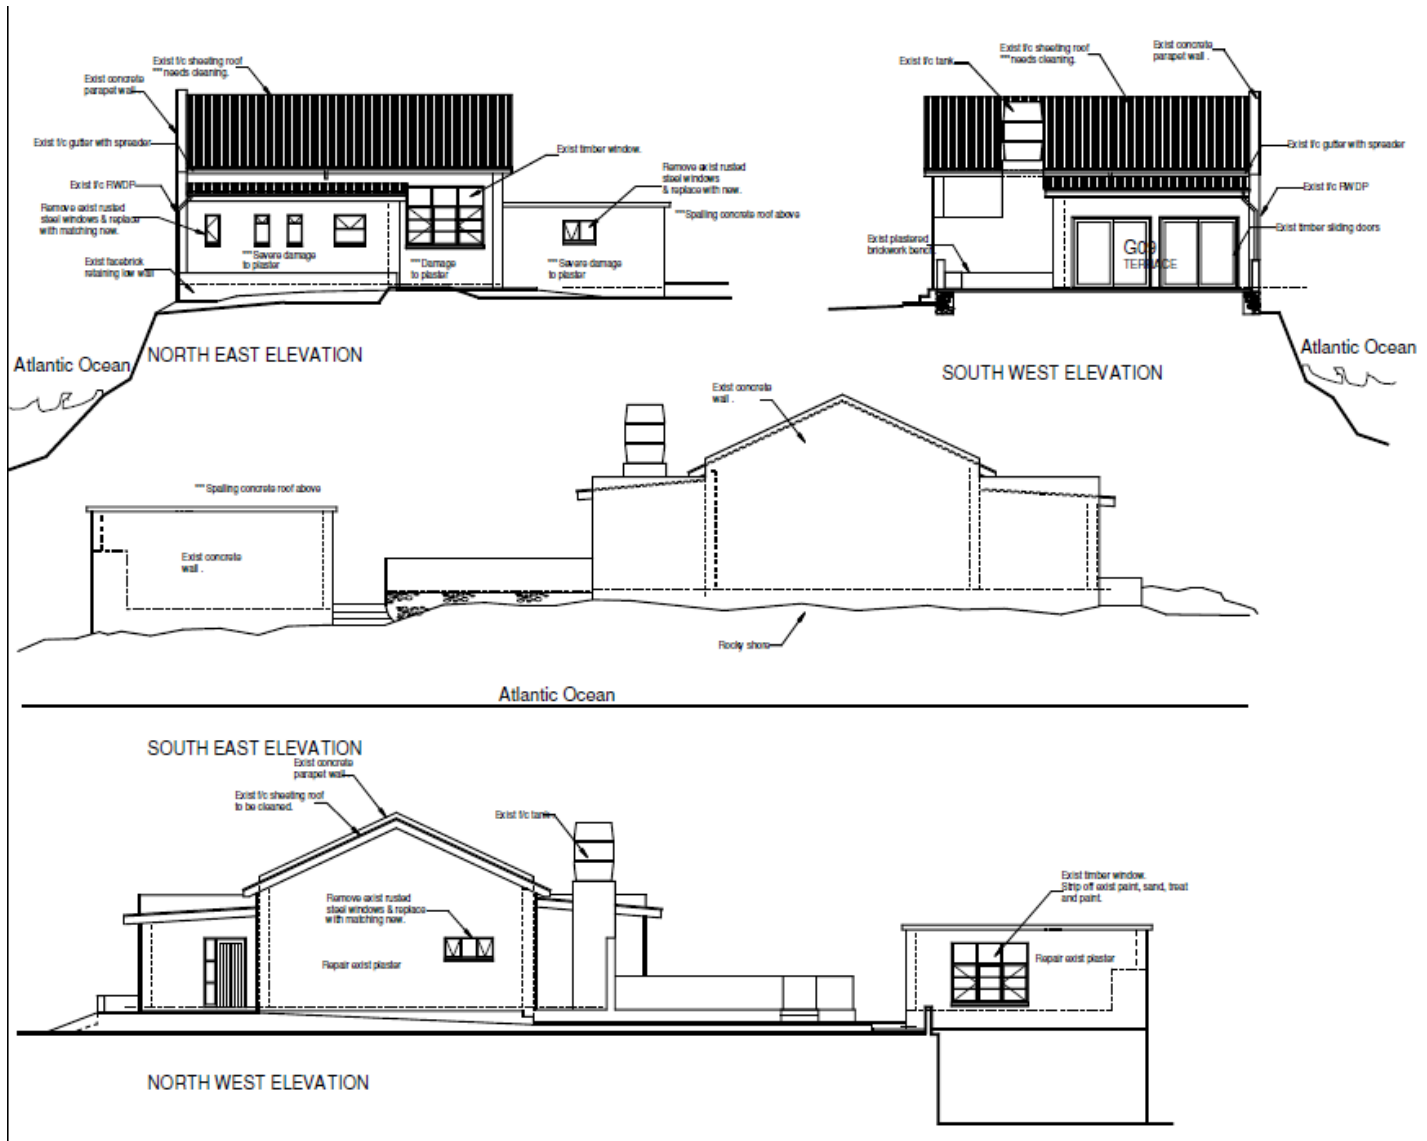 Exist f/c sheeting roof
***needs cleaning.
Exist concrete
parapet wall
Exist f/c gutter with spreader
Exist f/c RWDP
Remove exist rusted
steel windows & replace
with matching new.
Exist facebrick
retaining low wall
***Severe damage
to plaster
***Damage
to plaster
Exist timber window.
Remove exist rusted
steel windows
& replace with new.
***Spalling concrete roof above
***Severe damage
to plaster
NORTH EAST ELEVATION
Atlantic Ocean
Exist f/c tank
Exist f/c sheeting roof
***needs cleaning.
Exist concrete
parapet wall .
Exist f/c gutter with spreader
Exist f/c RWDP
Exist timber sliding doors
Exist plastered
brickwork bench.
G09
TERRACE
SOUTH WEST ELEVATION
Atlantic Ocean
Exist concrete
wall .
***Spalling concrete roof above
Exist concrete
wall .
Rocky shore
Atlantic Ocean
SOUTH EAST ELEVATION
Exist concrete
parapet wall .
Exist f/c sheeting roof
to be cleaned.
Exist f/c tank
Remove exist rusted
steel windows & replace
with matching new.
Repair exist plaster
Exist timber window.
Strip off exist paint, sand, treat
and paint.
Repair exist plaster
NORTH WEST ELEVATION